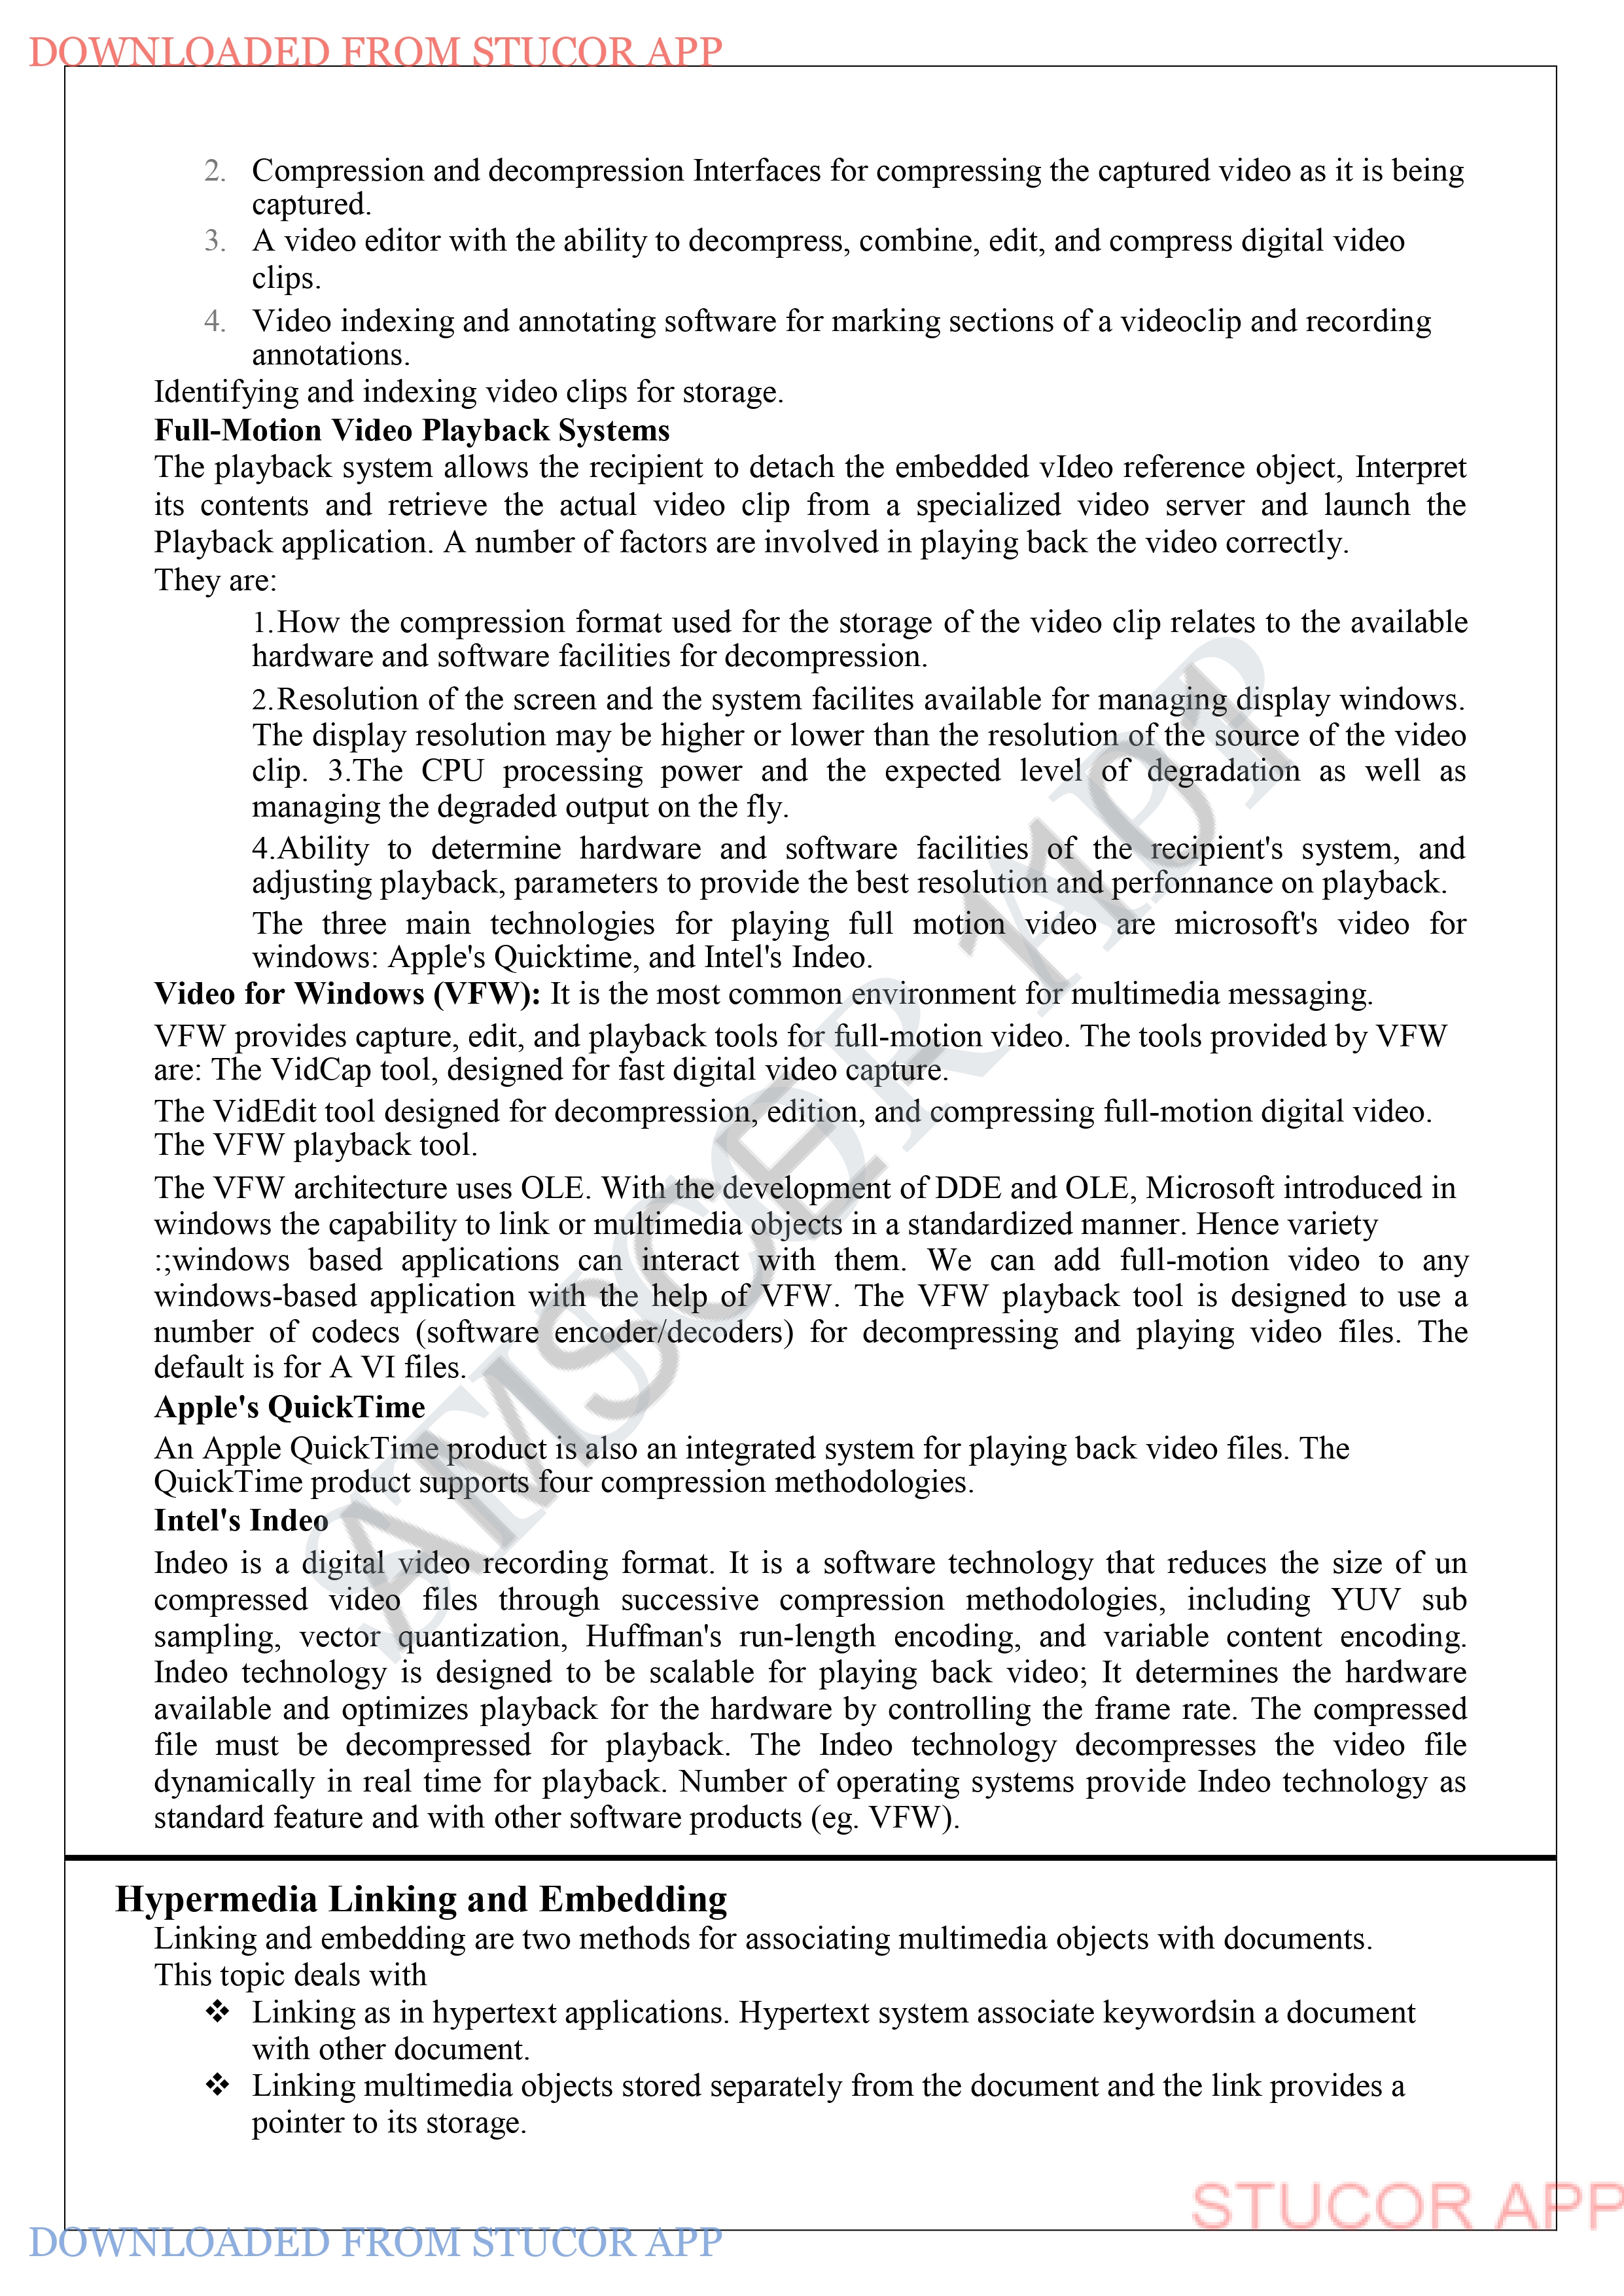 DOWNLOADED FROM STUCOR APP
2. Compression and decompression Interfaces for compressing the captured video as it is being
captured.
3. A video editor with the ability to decompress, combine, edit, and compress digital video
clips.
4. Video indexing and annotating software for marking sections of a videoclip and recording
annotations.
Identifying and indexing video clips for storage.
Full-Motion Video Playback Systems
The playback system allows the recipient to detach the embedded vIdeo reference object, Interpret
its contents and retrieve the actual video clip from a specialized video server and launch the
Playback application. A number of factors are involved in playing back the video correctly.
They are:
1.How the compression format used for the storage of the video clip relates to the available
hardware and software facilities for decompression.
2.Resolution of the screen and the system facilites available for managing display windows.
The display resolution may be higher or lower than the resolution of the source of the video
clip. 3.The CPU processing power and the expected level of degradation as well as
managing the degraded output on the fly.
4.Ability to determine hardware and software facilities of the recipient's system, and
adjusting playback, parameters to provide the best resolution and perfonnance on playback.
The three main technologies for playing full motion video are microsoft's video for
windows: Apple's Quicktime, and Intel's Indeo.
Video for Windows (VFW): It is the most common environment for multimedia messaging.
VFW provides capture, edit, and playback tools for full-motion video. The tools provided by VFW
are: The VidCap tool, designed for fast digital video capture.
The VidEdit tool designed for decompression, edition, and compressing full-motion digital video.
The VFW playback tool.
The VFW architecture uses OLE. With the development of DDE and OLE, Microsoft introduced in
windows the capability to link or multimedia objects in a standardized manner. Hence variety
:;windows based applications can interact with them. We can add full-motion video to any
windows-based application with the help of VFW. The VFW playback tool is designed to use a
number of codecs (software encoder/decoders) for decompressing and playing video files. The
default is for A VI files.
Apple's QuickTime
An Apple QuickTime product is also an integrated system for playing back video files. The
QuickTime product supports four compression methodologies.
Intel's Indeo
Indeo is a digital video recording format. It is a software technology that reduces the size of un
compressed video files through successive compression methodologies, including YUV sub
sampling, vector quantization, Huffman's run-length encoding, and variable content encoding.
Indeo technology is designed to be scalable for playing back video; It determines the hardware
available and optimizes playback for the hardware by controlling the frame rate. The compressed
file must be decompressed for playback. The Indeo technology decompresses the video file
dynamically in real time for playback. Number of operating systems provide Indeo technology as
standard feature and with other software products (eg. VFW).
Hypermedia Linking and Embedding
Linking and embedding are two methods for associating multimedia objects with documents.
This topic deals with
❖ Linking as in hypertext applications. Hypertext system associate keywordsin a document
with other document.
❖ Linking multimedia objects stored separately from the document and the link provides a
pointer to its storage.
STUCOR APP
AMSCE 1101
STUCOR APP
DOWNLOADED FROM STUCOR APP